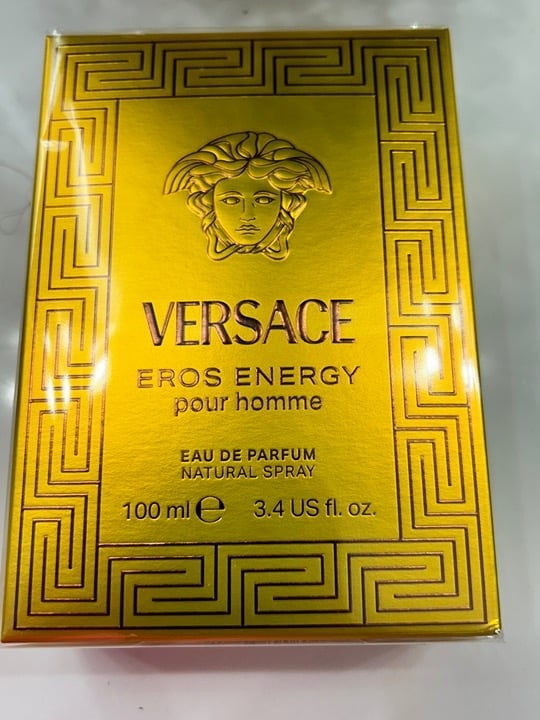 VERSACE
EROS ENERGY
pour homme
EAU DE PARFUM
NATURAL SPRAY
100 ml ℮ 3.4 US fl. oz.